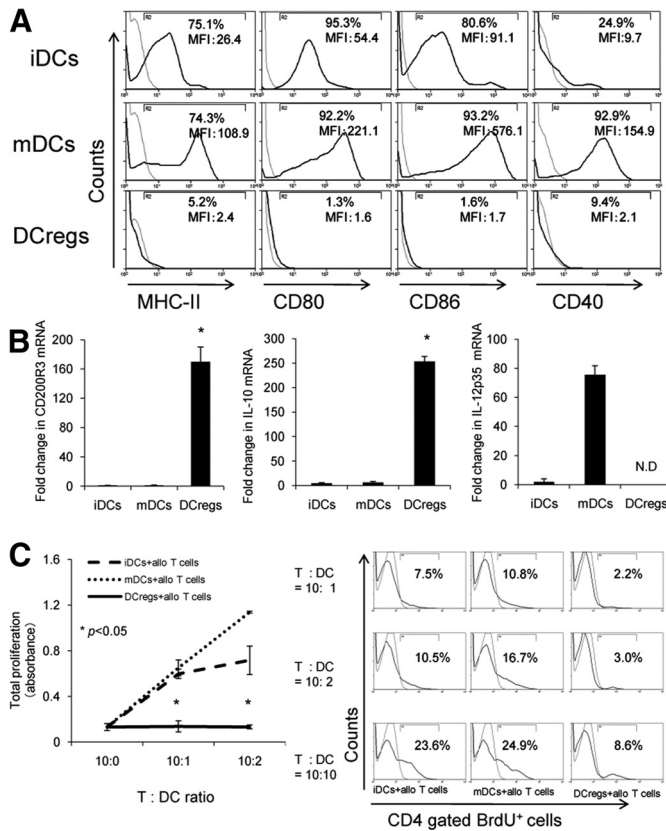 A
iDCs
75.1%
MFI:26.4
95.3%
MFI:54.4
80.6%
MFI:91.1
24.9%
MFI:9.7
mDCs
74.3%
MFI:108.9
92.2%
MFI:221.1
93.2%
MFI:576.1
92.9%
MFI:154.9
DCregs
5.2%
MFI:2.4
1.3%
MFI:1.6
1.6%
MFI:1.7
9.4%
MFI:2.1
Counts
MHC-II
CD80
CD86
CD40
B
Fold change in CD200R3 mRNA
200
160
120
80
40
0
*
iDCs mDCs DCregs
Fold change in IL-10 mRNA
300
250
200
150
100
50
0
*
iDCs mDCs DCregs
Fold change in IL-12p35 mRNA
100
80
60
40
20
0
N.D
iDCs mDCs DCregs
C
Total proliferation
(absorbance)
1.6
1.2
0.8
0.4
0
iDCs+allo T cells
mDCs+allo T cells
DCregs+allo T cells
* p<0.05
* *
10:0 10:1 10:2
T : DC ratio
T : DC
= 10: 1
7.5% 10.8% 2.2%
T : DC
= 10: 2
10.5% 16.7% 3.0%
T : DC
= 10:10
23.6% 24.9% 8.6%
Counts
iDCs+allo T cells mDCs+allo T cells DCregs+allo T cells
CD4 gated BrdU⁺ cells